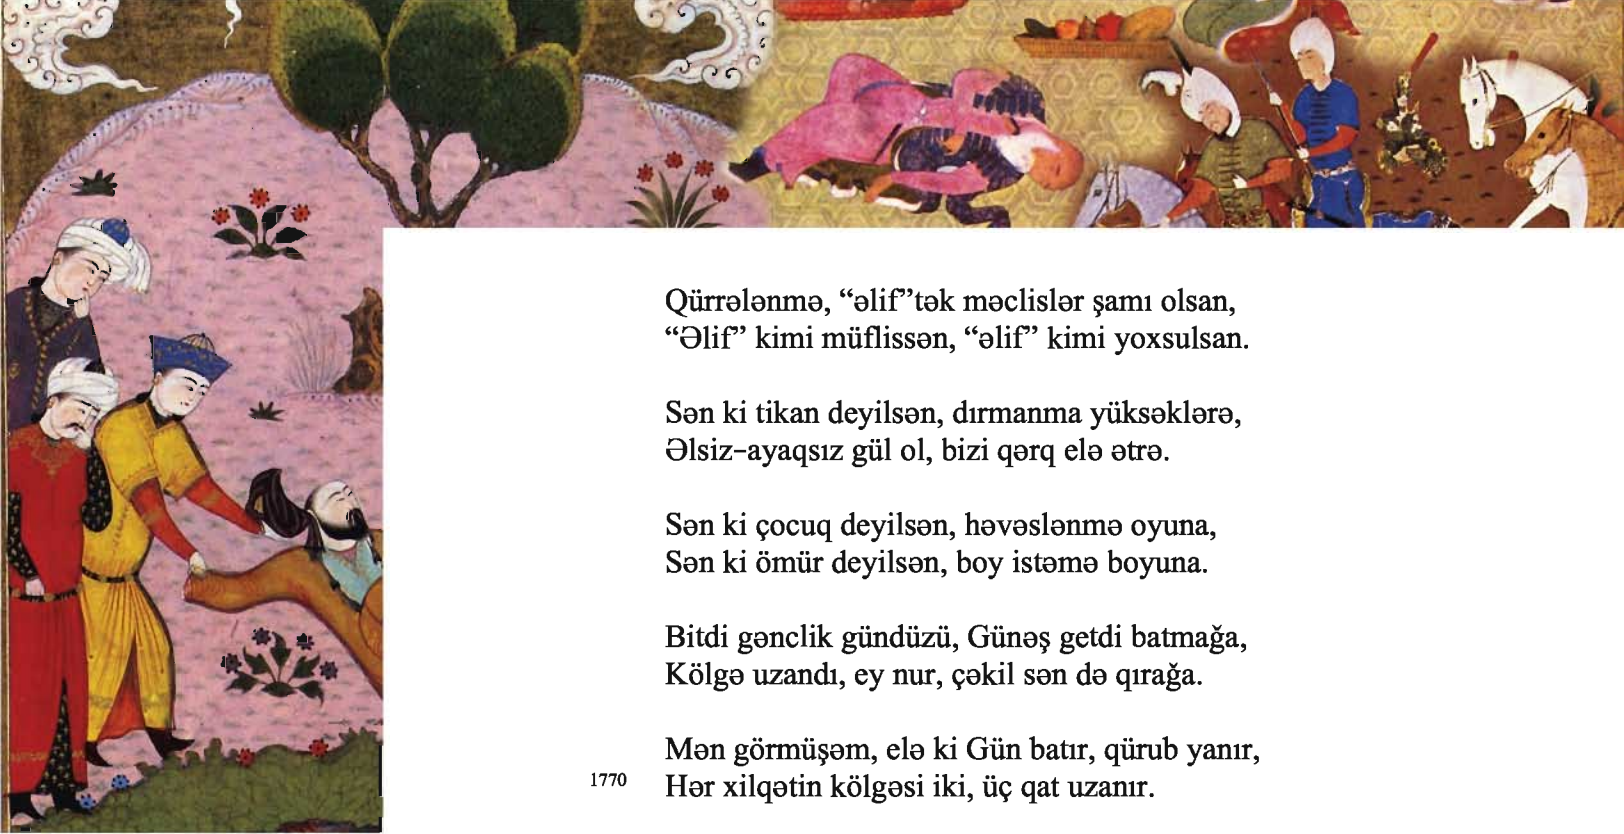 Qürrələnmə, “əlif”tək məclislər şamı olsan,
“Əlif” kimi müflissən, “əlif” kimi yoxsulsan.
Sən ki tikan deyilsən, dırmanma yüksəklərə,
Əlsiz-ayaqsız gül ol, bizi qərq elə ətrə.
Sən ki çocuq deyilsən, həvəslənmə oyuna,
Sən ki ömür deyilsən, boy istəmə boyuna.
Bitdi gənclik gündüzü, Günəş getdi batmağa,
Kölgə uzandı, ey nur, çəkil sən də qırağa.
Mən görmüşəm, elə ki Gün batır, qürub yanır,
1770 Hər xilqətin kölgəsi iki, üç qat uzanır.